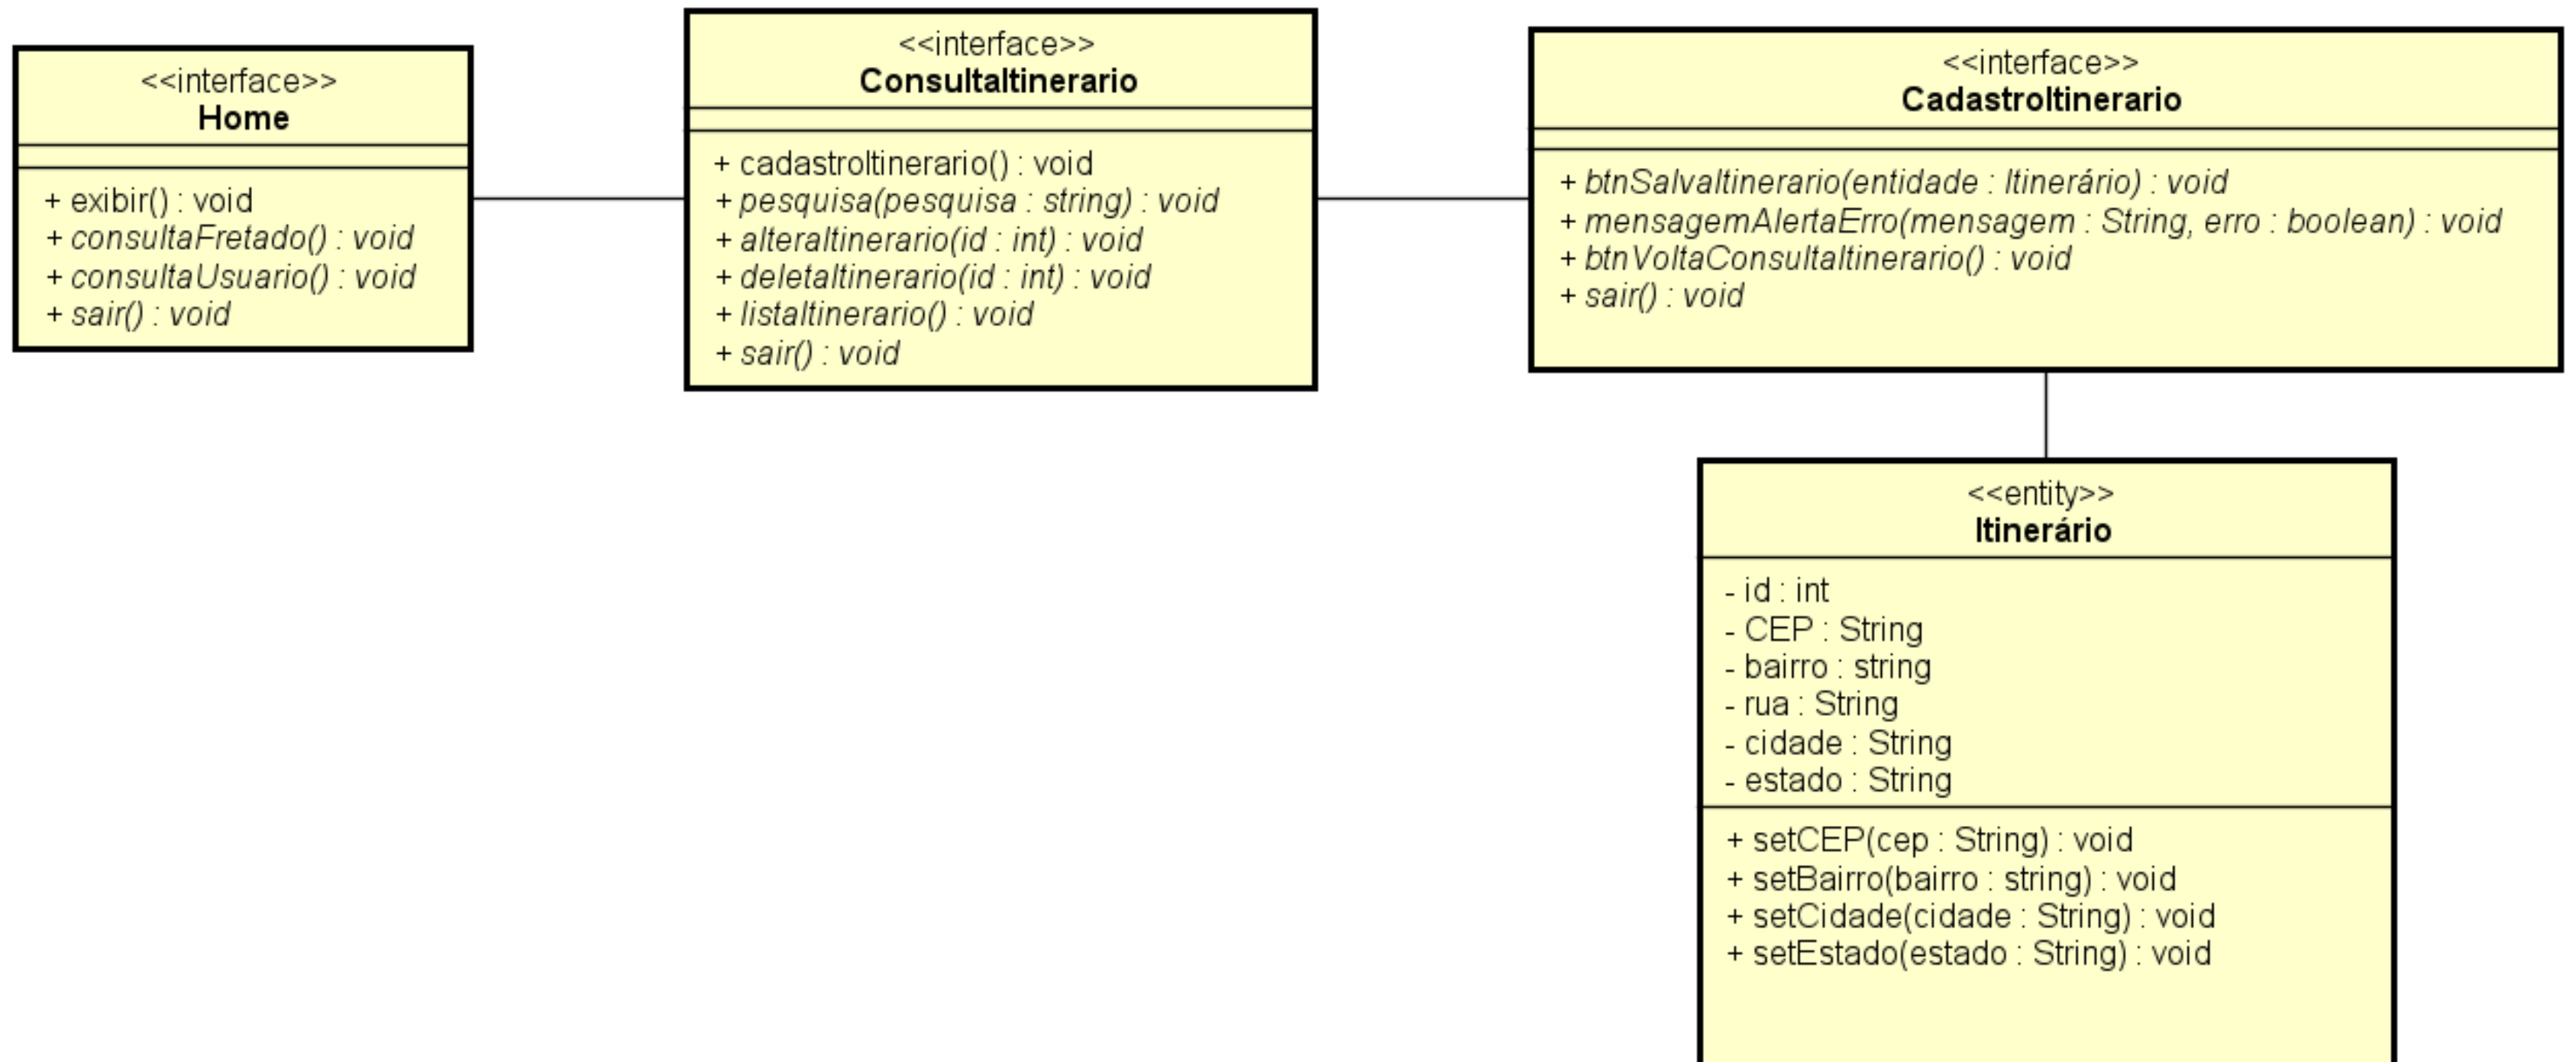 <<interface>>
Home
+ exibir() : void
+ consultaFretado() : void
+ consultaUsuario() : void
+ sair() : void
<<interface>>
ConsultaItinerario
+ cadastroItinerario() : void
+ pesquisa(pesquisa : string) : void
+ alteraItinerario(id : int) : void
+ deletaItinerario(id : int) : void
+ listaItinerario() : void
+ sair() : void
<<interface>>
CadastroItinerario
+ btnSalvaItinerario(entidade : Itinerário) : void
+ mensagemAlertaErro(mensagem : String, erro : boolean) : void
+ btnVoltaConsultaItinerario() : void
+ sair() : void
<<entity>>
Itinerário
- id : int
- CEP : String
- bairro : string
- rua : String
- cidade : String
- estado : String
+ setCEP(cep : String) : void
+ setBairro(bairro : string) : void
+ setCidade(cidade : String) : void
+ setEstado(estado : String) : void